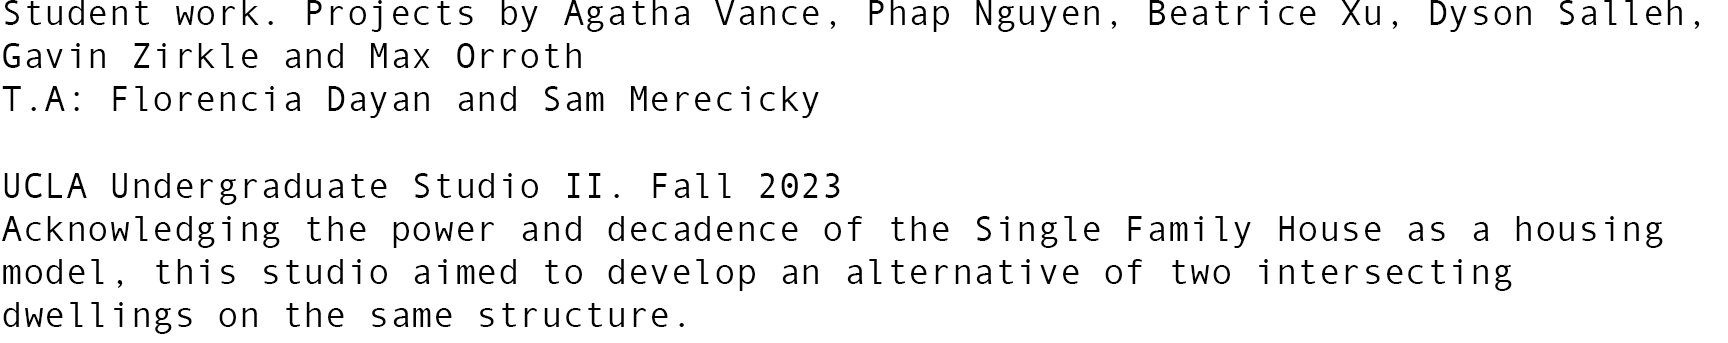 Student work. Projects by Agatha Vance, Phap Nguyen, Beatrice Xu, Dyson Salleh,
Gavin Zirkle and Max Orroth
T.A: Florencia Dayan and Sam Merecicky
UCLA Undergraduate Studio II. Fall 2023
Acknowledging the power and decadence of the Single Family House as a housing
model, this studio aimed to develop an alternative of two intersecting
dwellings on the same structure.